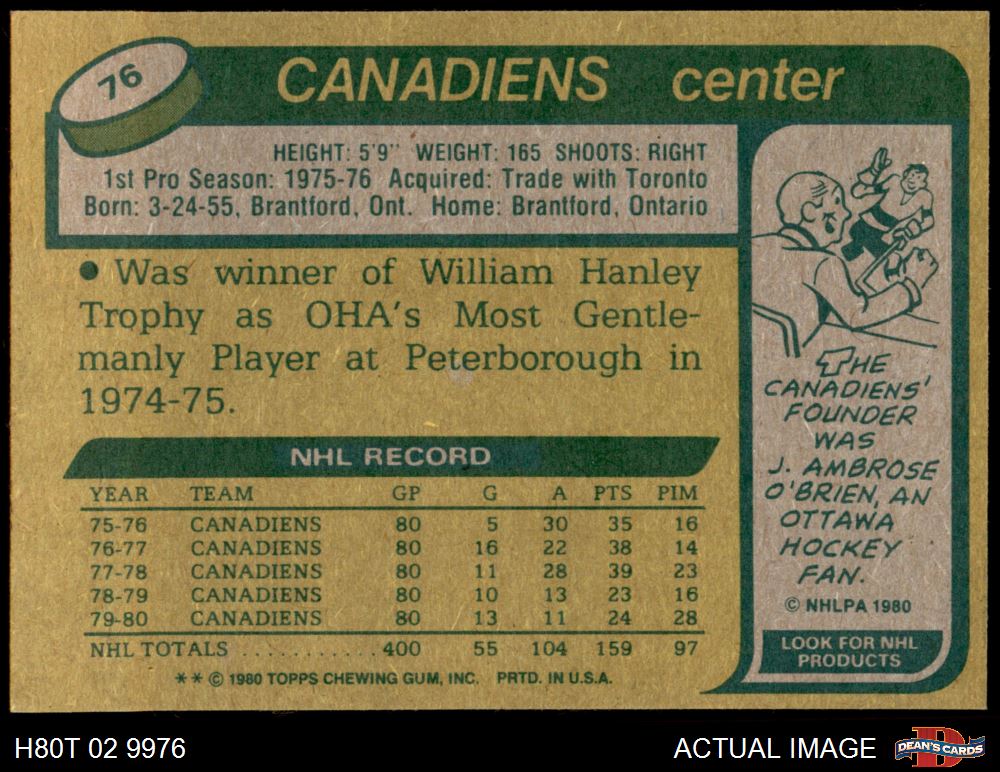 76
CANADIENS center
HEIGHT: 5'9" WEIGHT: 165 SHOOTS: RIGHT
1st Pro Season: 1975-76 Acquired: Trade with Toronto
Born: 3-24-55, Brantford, Ont. Home: Brantford, Ontario
● Was winner of William Hanley
Trophy as OHA's Most Gentle-
manly Player at Peterborough in
1974-75.
NHL RECORD
YEAR TEAM GP G A PTS PIM
75-76 CANADIENS 80 5 30 35 16
76-77 CANADIENS 80 16 22 38 14
77-78 CANADIENS 80 11 28 39 23
78-79 CANADIENS 80 10 13 23 16
79-80 CANADIENS 80 13 11 24 28
NHL TOTALS ........... 400 55 104 159 97
** © 1980 TOPPS CHEWING GUM, INC. PRTD. IN U.S.A.
THE
CANADIENS'
FOUNDER
WAS
J. AMBROSE
O'BRIEN, AN
OTTAWA
HOCKEY
FAN.
© NHLPA 1980
LOOK FOR NHL
PRODUCTS
H80T 02 9976
ACTUAL IMAGE
D
DEAN'S CARDS